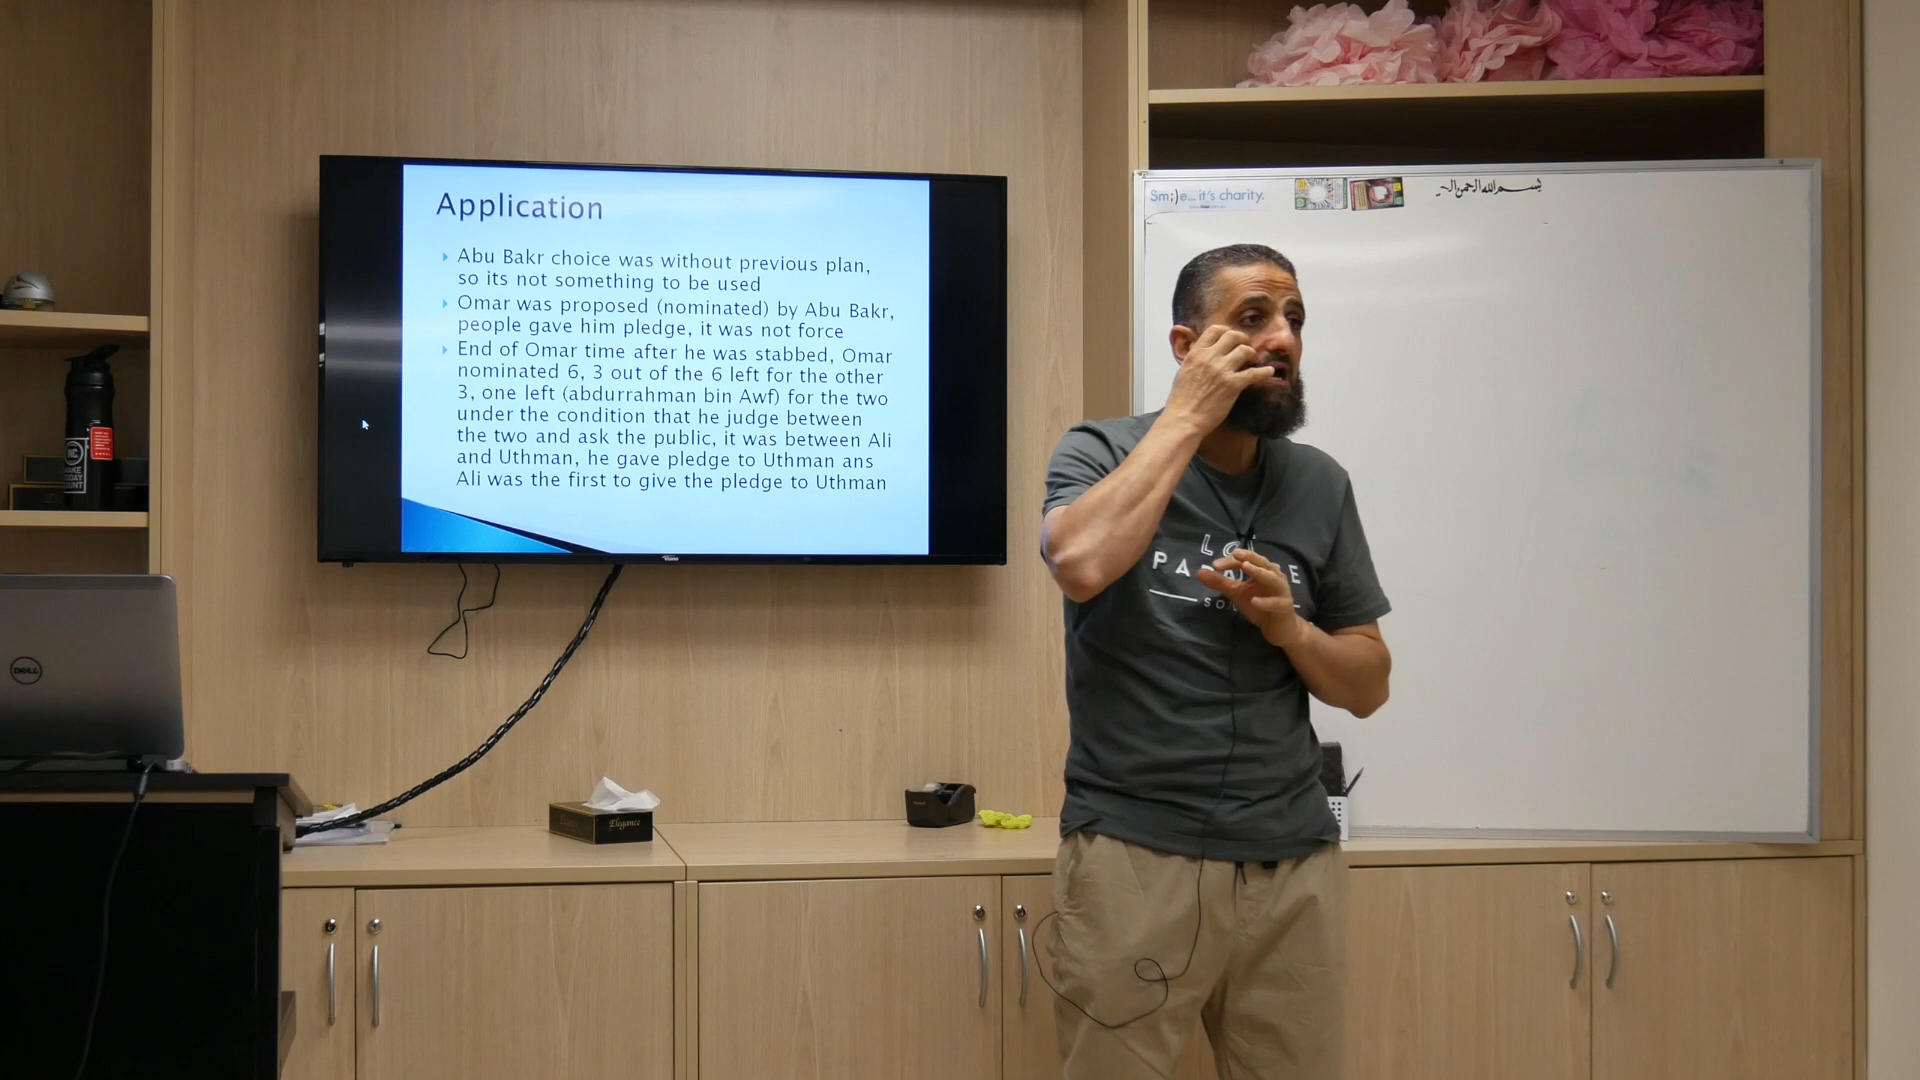 Application
Abu Bakr choice was without previous plan,
so its not something to be used
Omar was proposed (nominated) by Abu Bakr,
people gave him pledge, it was not force
End of Omar time after he was stabbed, Omar
nominated 6, 3 out of the 6 left for the other
3, one left (abdurrahman bin Awf) for the two
under the condition that he judge between
the two and ask the public, it was between Ali
and Uthman, he gave pledge to Uthman ans
Ali was the first to give the pledge to Uthman
Sm;)e... it's charity.
بسم الله الرحمن
DELL
Elegance